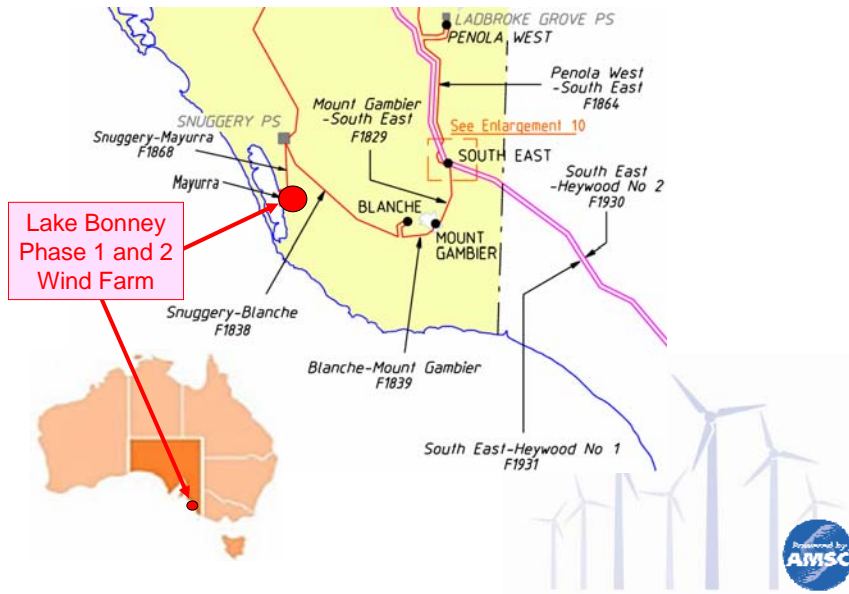 LADBROKE GROVE PS
PENOLA WEST
Penola West
-South East
F1864
Mount Gambier
-South East
F1829
See Enlargement 10
SNUGGERY PS
Snuggery-Mayurra
F1868
SOUTH EAST
South East
-Heywood No 2
F1930
Mayurra
BLANCHE
MOUNT
GAMBIER
Lake Bonney
Phase 1 and 2
Wind Farm
Snuggery-Blanche
F1838
Blanche-Mount Gambier
F1839
South East-Heywood No 1
F1931
Powered by
AMSC